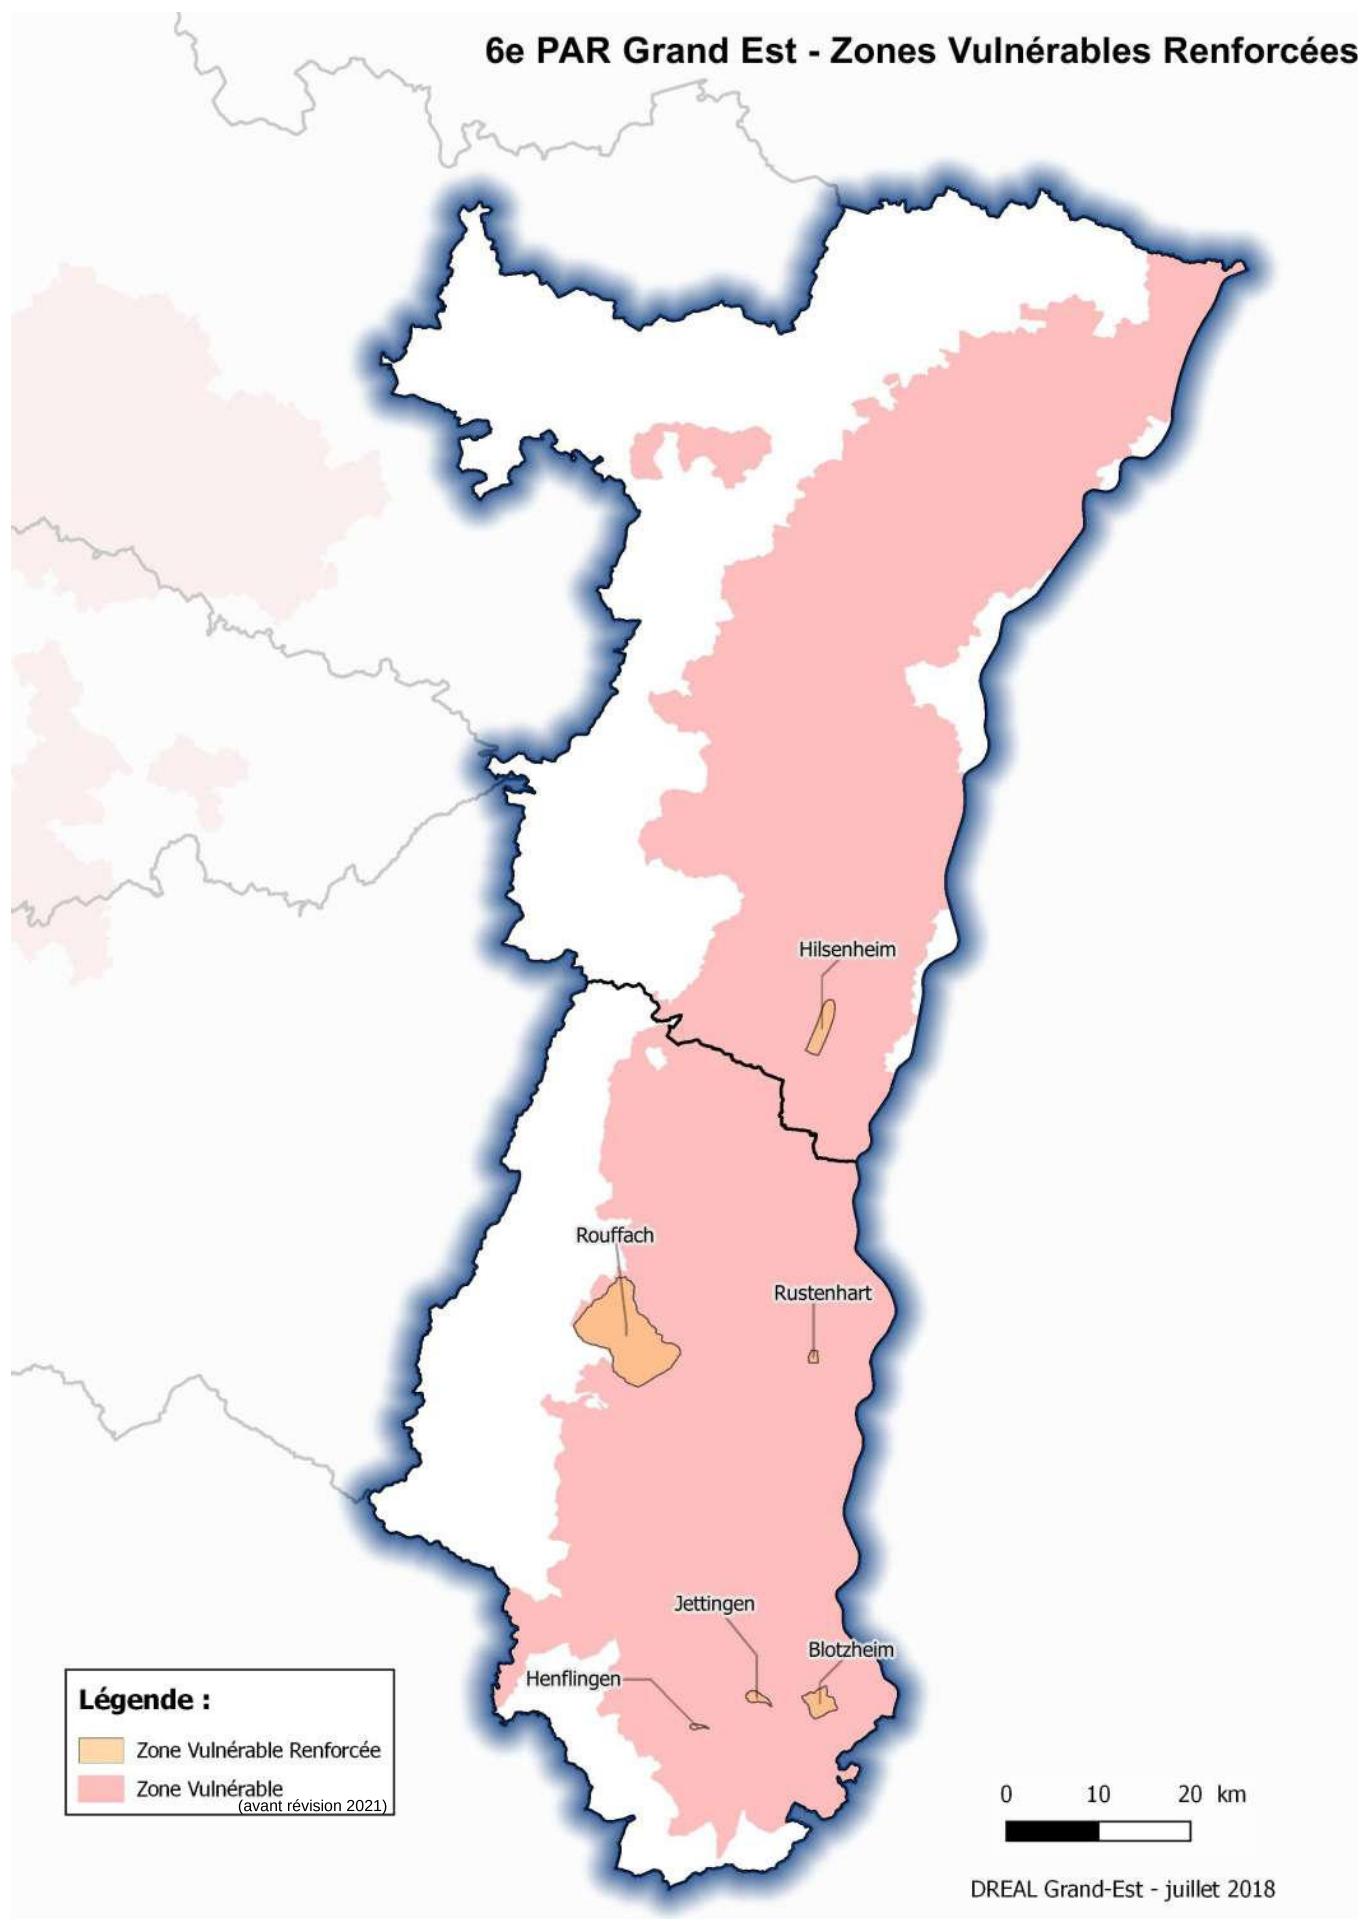 6e PAR Grand Est - Zones Vulnérables Renforcées
Hilsenheim
Rouffach
Rustenhart
Jettingen
Blotzheim
Henflingen
Légende :
Zone Vulnérable Renforcée
Zone Vulnérable
(avant révision 2021)
0 10 20 km
DREAL Grand-Est - juillet 2018